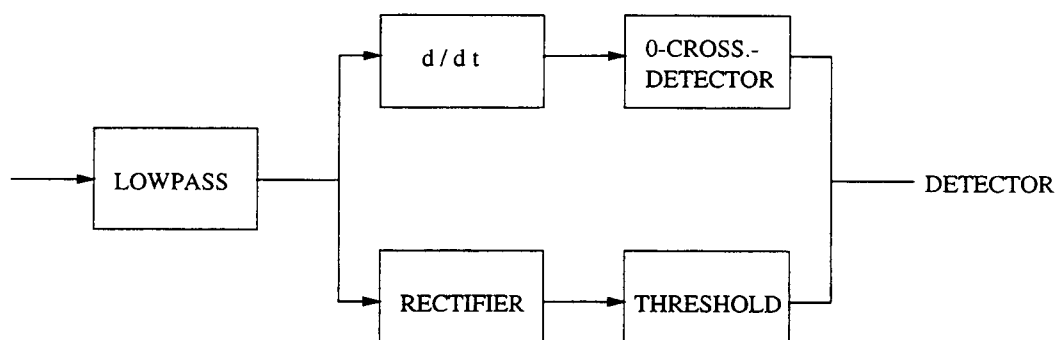 d / d t
0-CROSS.-
DETECTOR
LOWPASS
DETECTOR
RECTIFIER
THRESHOLD